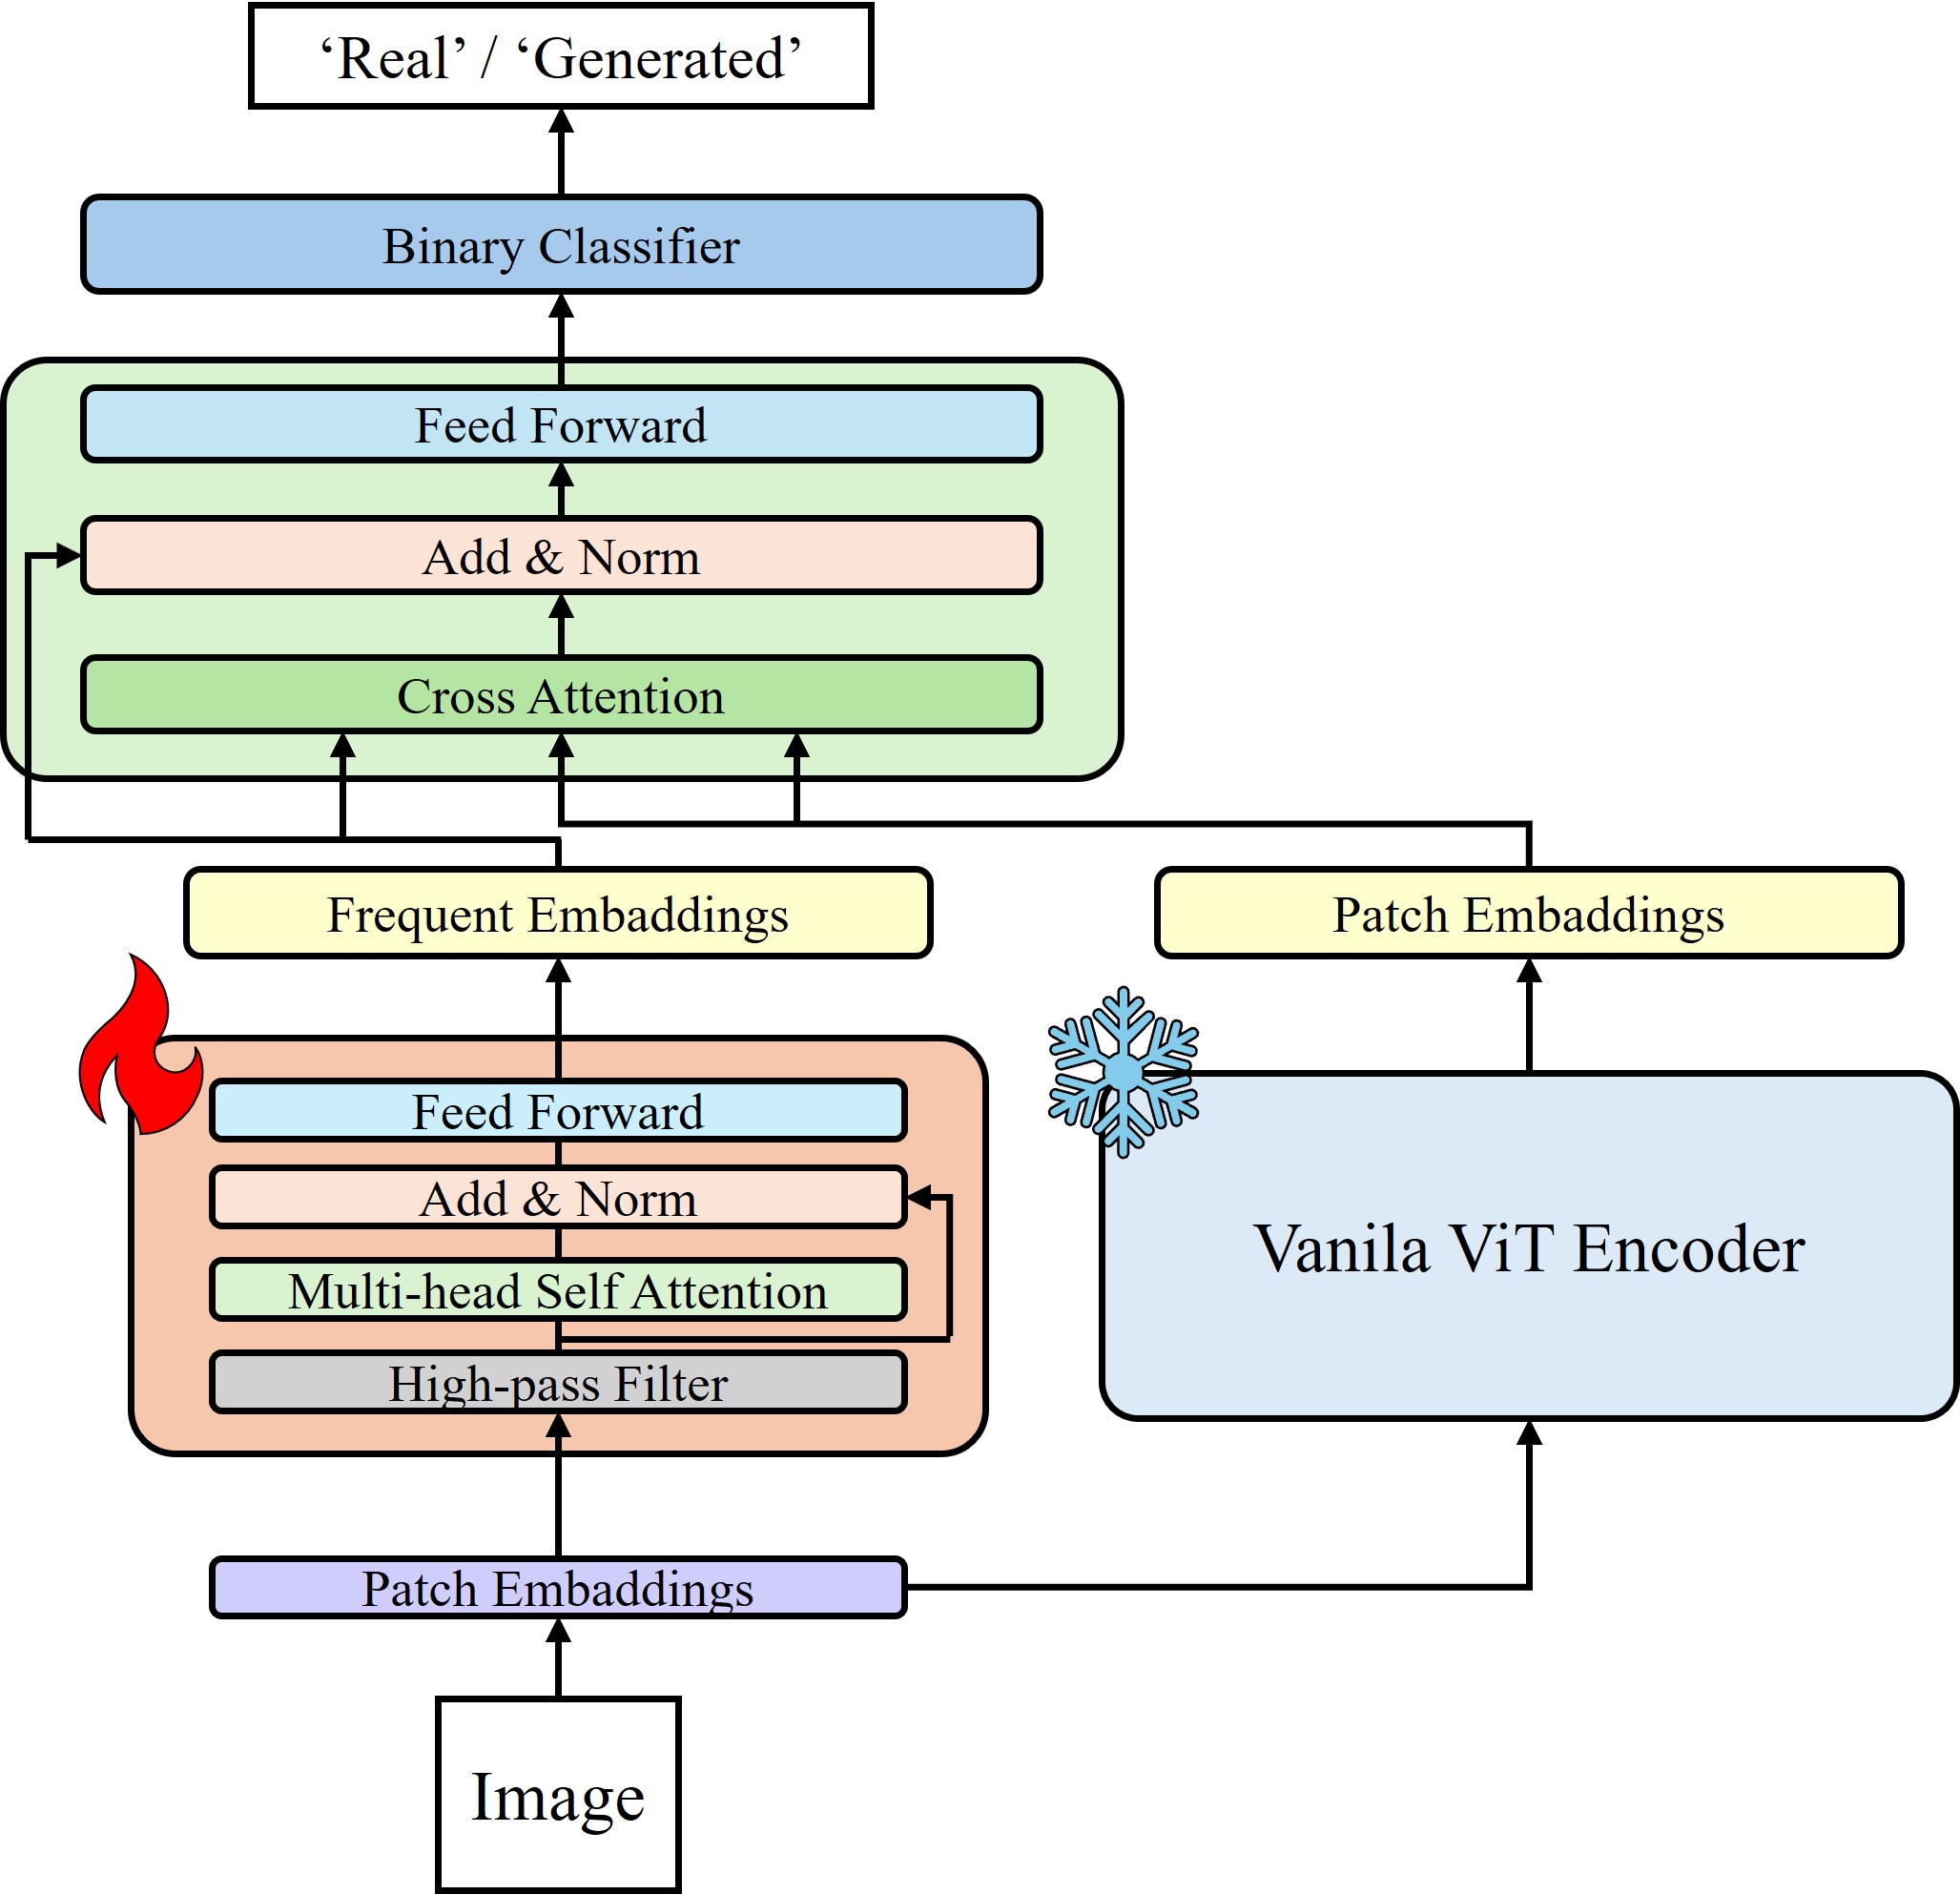 ‘Real’ / ‘Generated’
Binary Classifier
Feed Forward
Add & Norm
Cross Attention
Frequent Embaddings
Patch Embaddings
Feed Forward
Add & Norm
Multi-head Self Attention
High-pass Filter
Vanila ViT Encoder
Patch Embaddings
Image